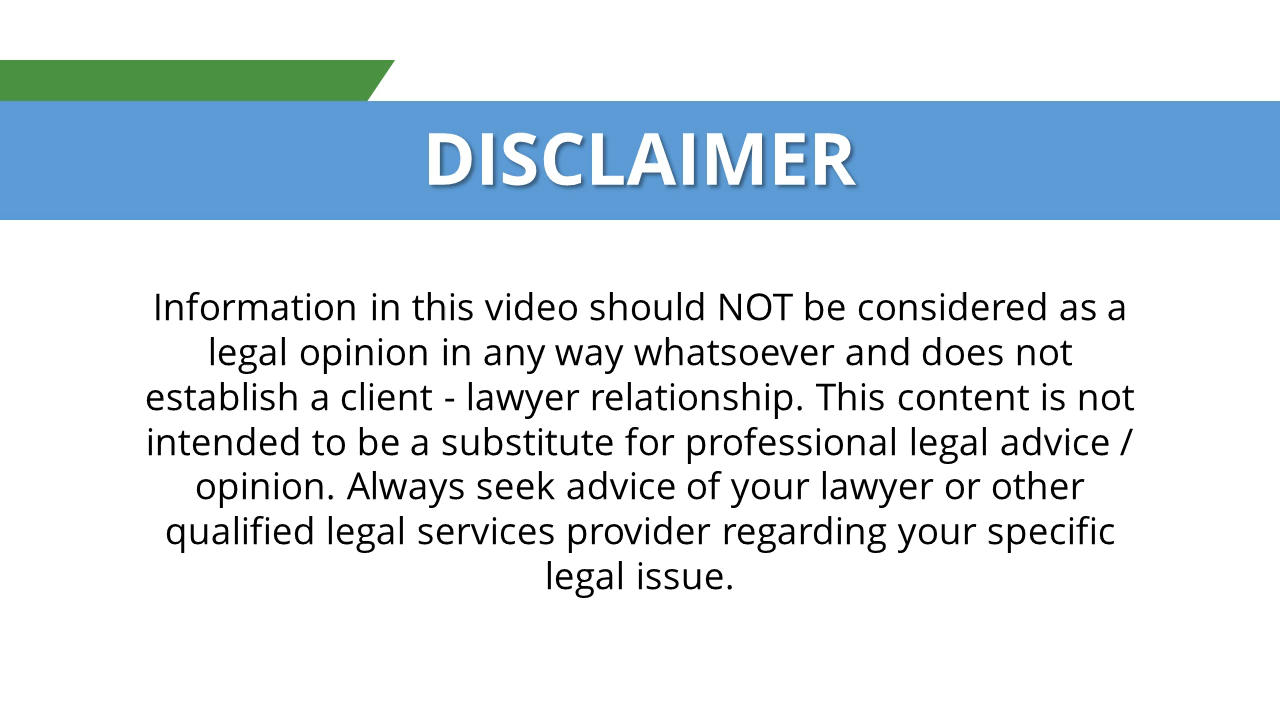 DISCLAIMER
Information in this video should NOT be considered as a
legal opinion in any way whatsoever and does not
establish a client - lawyer relationship. This content is not
intended to be a substitute for professional legal advice /
opinion. Always seek advice of your lawyer or other
qualified legal services provider regarding your specific
legal issue.